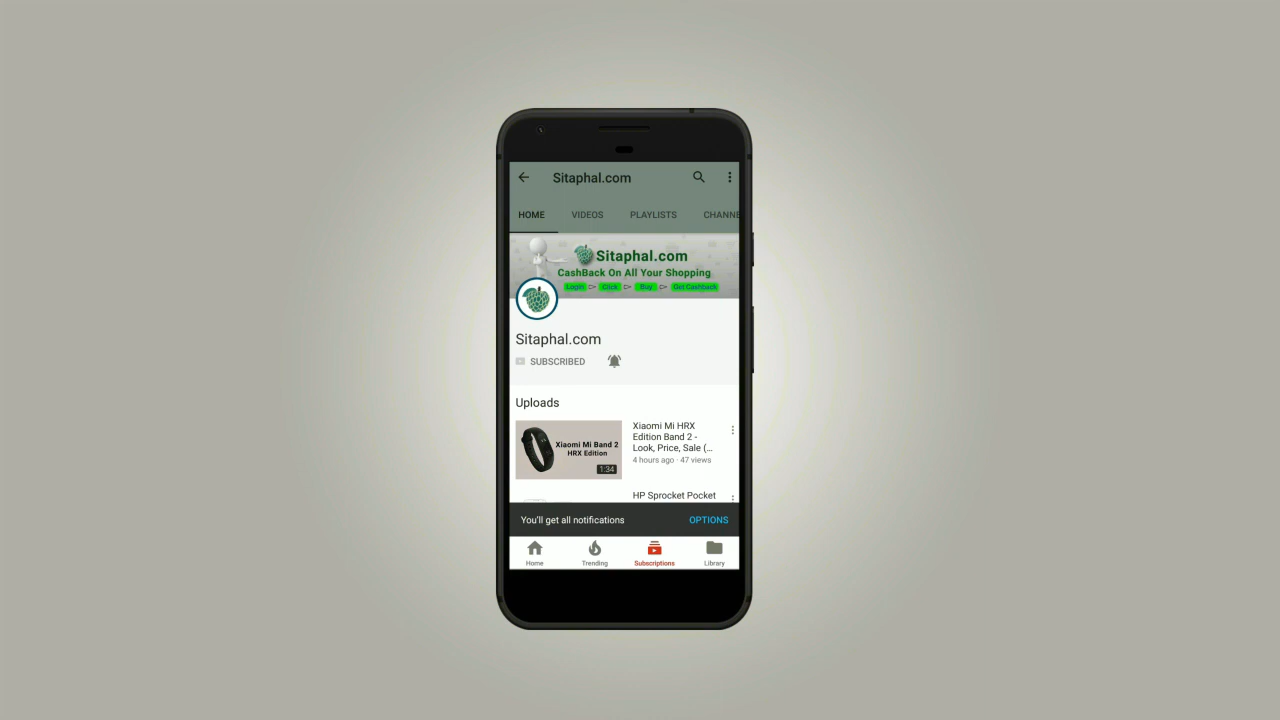 Sitaphal.com
HOME VIDEOS PLAYLISTS CHANNE
Sitaphal.com
CashBack On All Your Shopping
Login Click Buy Get Cashback
Sitaphal.com
SUBSCRIBED
Uploads
Xiaomi Mi Band 2
HRX Edition
1:34
Xiaomi Mi HRX
Edition Band 2 -
Look, Price, Sale (...
4 hours ago · 47 views
HP Sprocket Pocket
You'll get all notifications OPTIONS
Home Trending Subscriptions Library